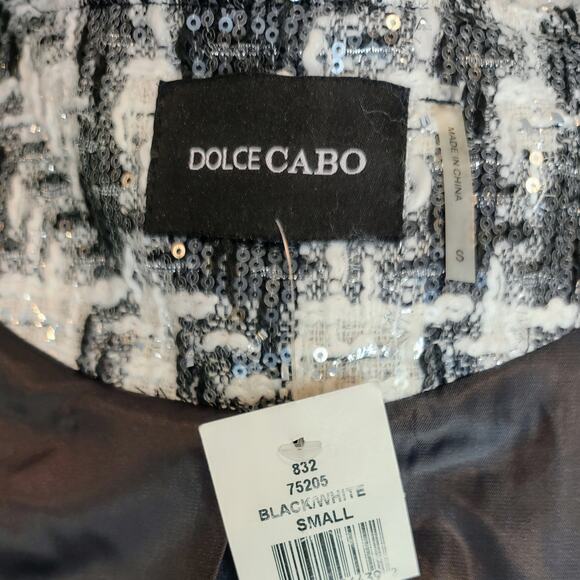 DOLCE CABO
MADE IN CHINA
S
832
75205
BLACK/WHITE
SMALL